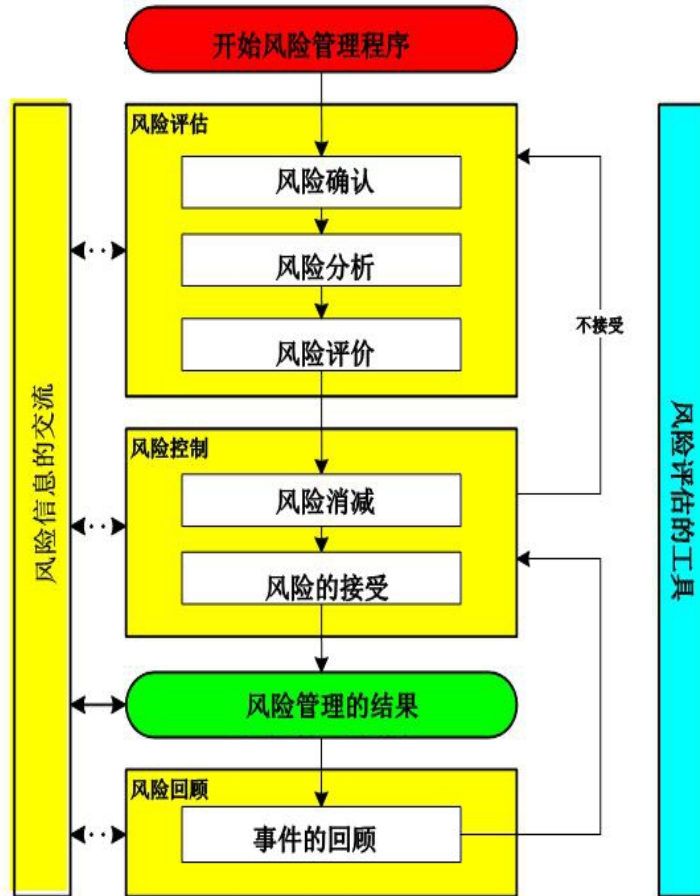 开始风险管理程序
风险评估
风险确认
风险分析
风险评价
不接受
风险控制
风险消减
风险的接受
风险管理的结果
风险回顾
事件的回顾
风险信息的交流
风险评估的工具